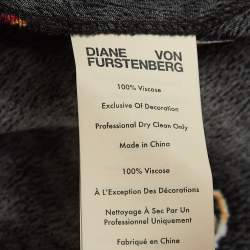 DIANE VON
FURSTENBERG
100% Viscose
Exclusive Of Decoration
Professional Dry Clean Only
Made in China
100% Viscose
À L'Exception Des Décorations
Nettoyage À Sec Par Un
Professionnel Uniquement
Fabriqué en Chine